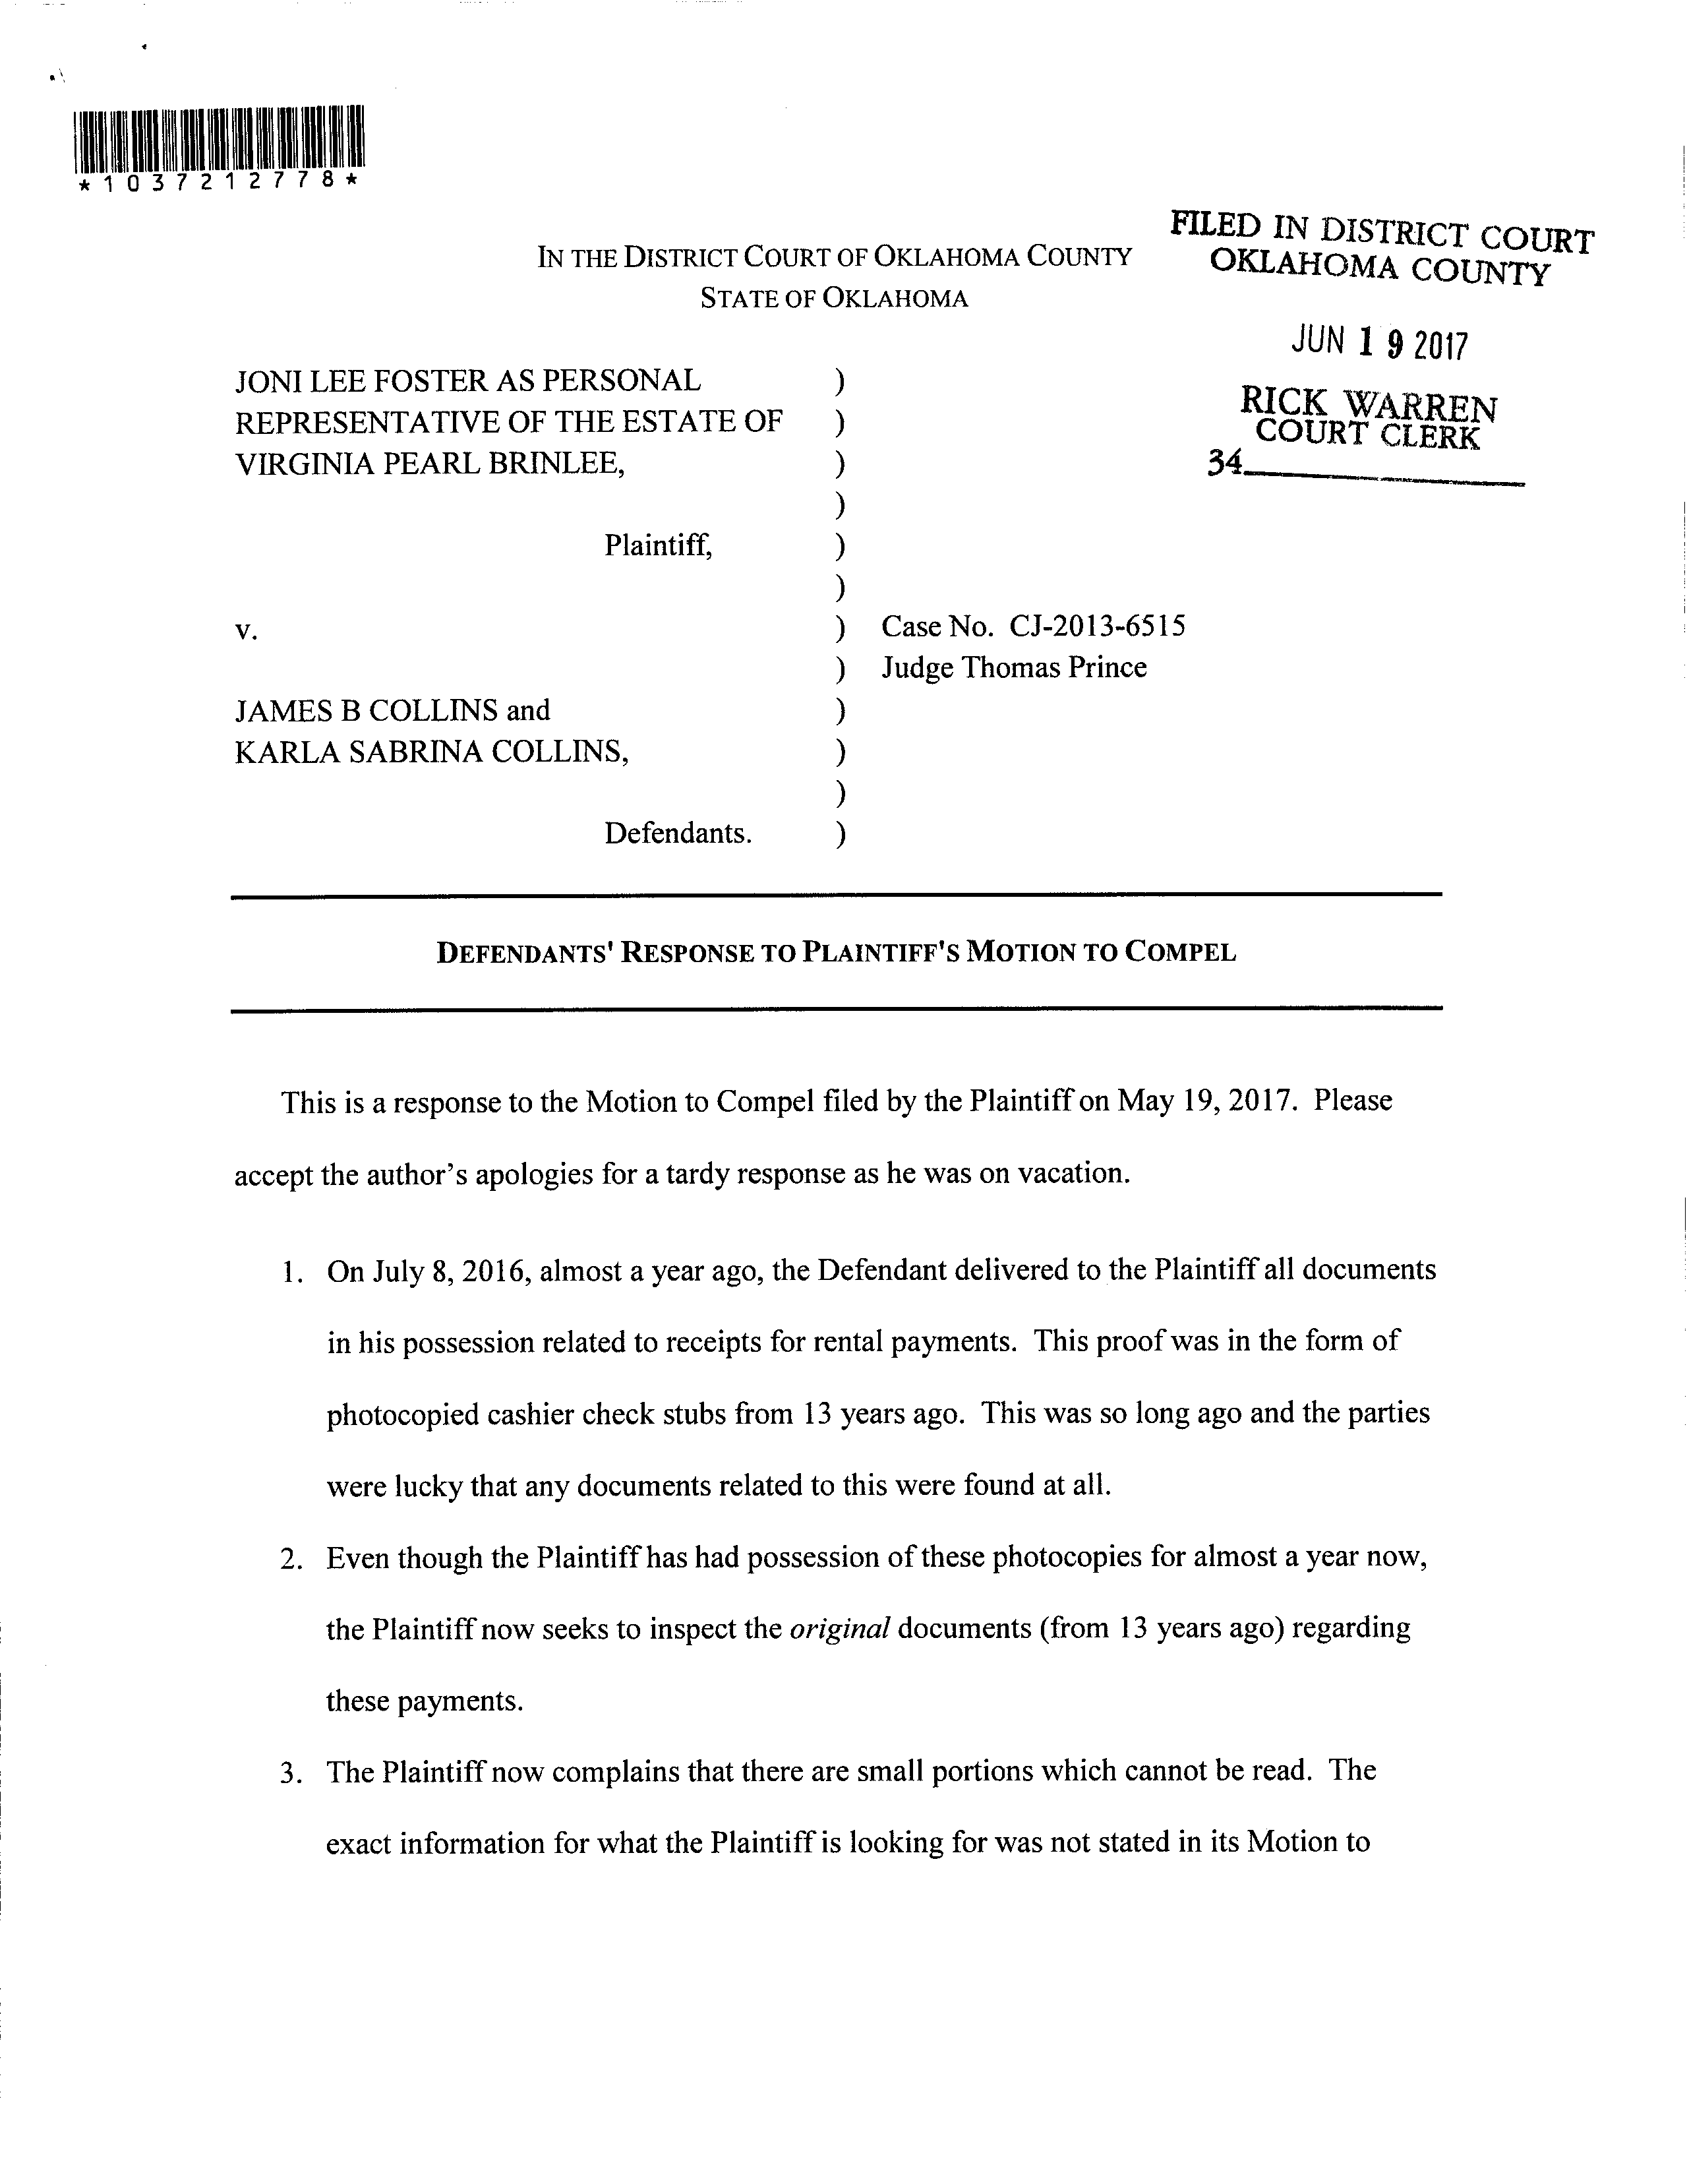 *1037212778*
FILED IN DISTRICT COURT
OKLAHOMA COUNTY
JUN 19 2017
RICK WARREN
COURT CLERK
34
IN THE DISTRICT COURT OF OKLAHOMA COUNTY
STATE OF OKLAHOMA
JONI LEE FOSTER AS PERSONAL )
REPRESENTATIVE OF THE ESTATE OF )
VIRGINIA PEARL BRINLEE, )
)
Plaintiff, )
)
v. ) Case No. CJ-2013-6515
) Judge Thomas Prince
JAMES B COLLINS and )
KARLA SABRINA COLLINS, )
)
Defendants. )
DEFENDANTS' RESPONSE TO PLAINTIFF'S MOTION TO COMPEL
This is a response to the Motion to Compel filed by the Plaintiff on May 19, 2017. Please
accept the author's apologies for a tardy response as he was on vacation.
1. On July 8, 2016, almost a year ago, the Defendant delivered to the Plaintiff all documents
in his possession related to receipts for rental payments. This proof was in the form of
photocopied cashier check stubs from 13 years ago. This was so long ago and the parties
were lucky that any documents related to this were found at all.
2. Even though the Plaintiff has had possession of these photocopies for almost a year now,
the Plaintiff now seeks to inspect the original documents (from 13 years ago) regarding
these payments.
3. The Plaintiff now complains that there are small portions which cannot be read. The
exact information for what the Plaintiff is looking for was not stated in its Motion to